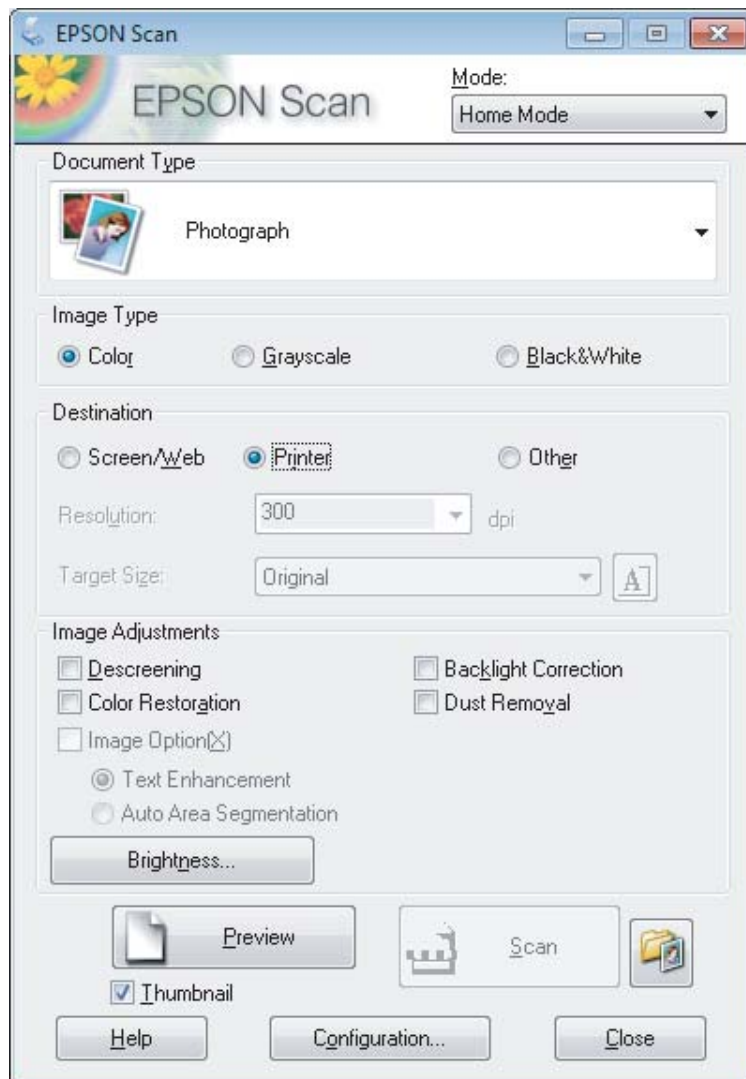 EPSON Scan
EPSON Scan
Mode:
Home Mode
Document Type
Photograph
Image Type
Color Grayscale Black&White
Destination
Screen/Web Printer Other
Resolution: 300 dpi
Target Size: Original A
Image Adjustments
Descreening Backlight Correction
Color Restoration Dust Removal
Image Option(X)
Text Enhancement
Auto Area Segmentation
Brightness...
Preview Scan
Thumbnail
Help Configuration... Close